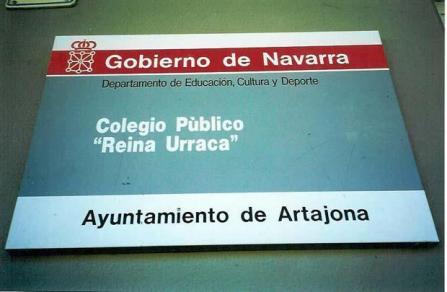 Gobierno de Navarra
Departamento de Educación, Cultura y Deporte
Colegio Pùblico
"Reina Urraca"
Ayuntamiento de Artajona